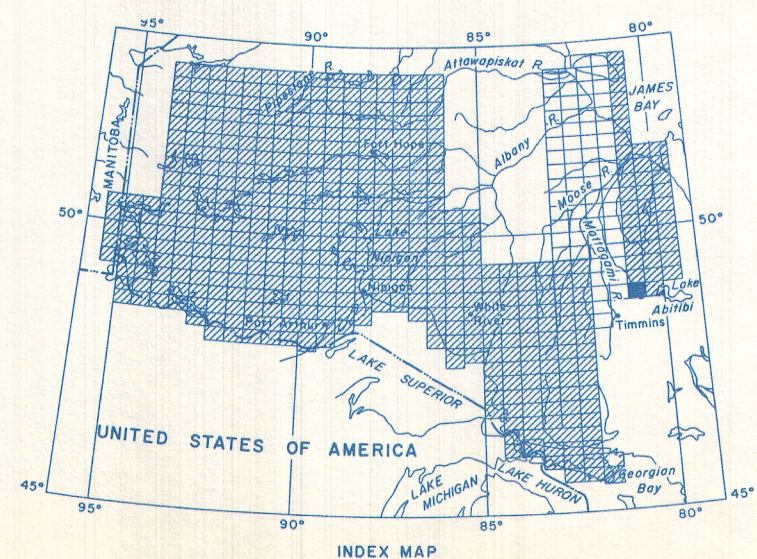 95°
90°
85°
80°
Attawapiskat R.
Pipestone R.
JAMES
BAY
MANITOBA
Fort Hope
Albany R.
Moose R.
50°
50°
Mattagami R.
Lake
Nipigon
Nipigon
Lake
Abitibi
White
River
Port Arthur
Timmins
LAKE SUPERIOR
UNITED STATES OF AMERICA
Georgian
Bay
LAKE
MICHIGAN
LAKE HURON
45°
45°
95°
90°
85°
80°
INDEX MAP